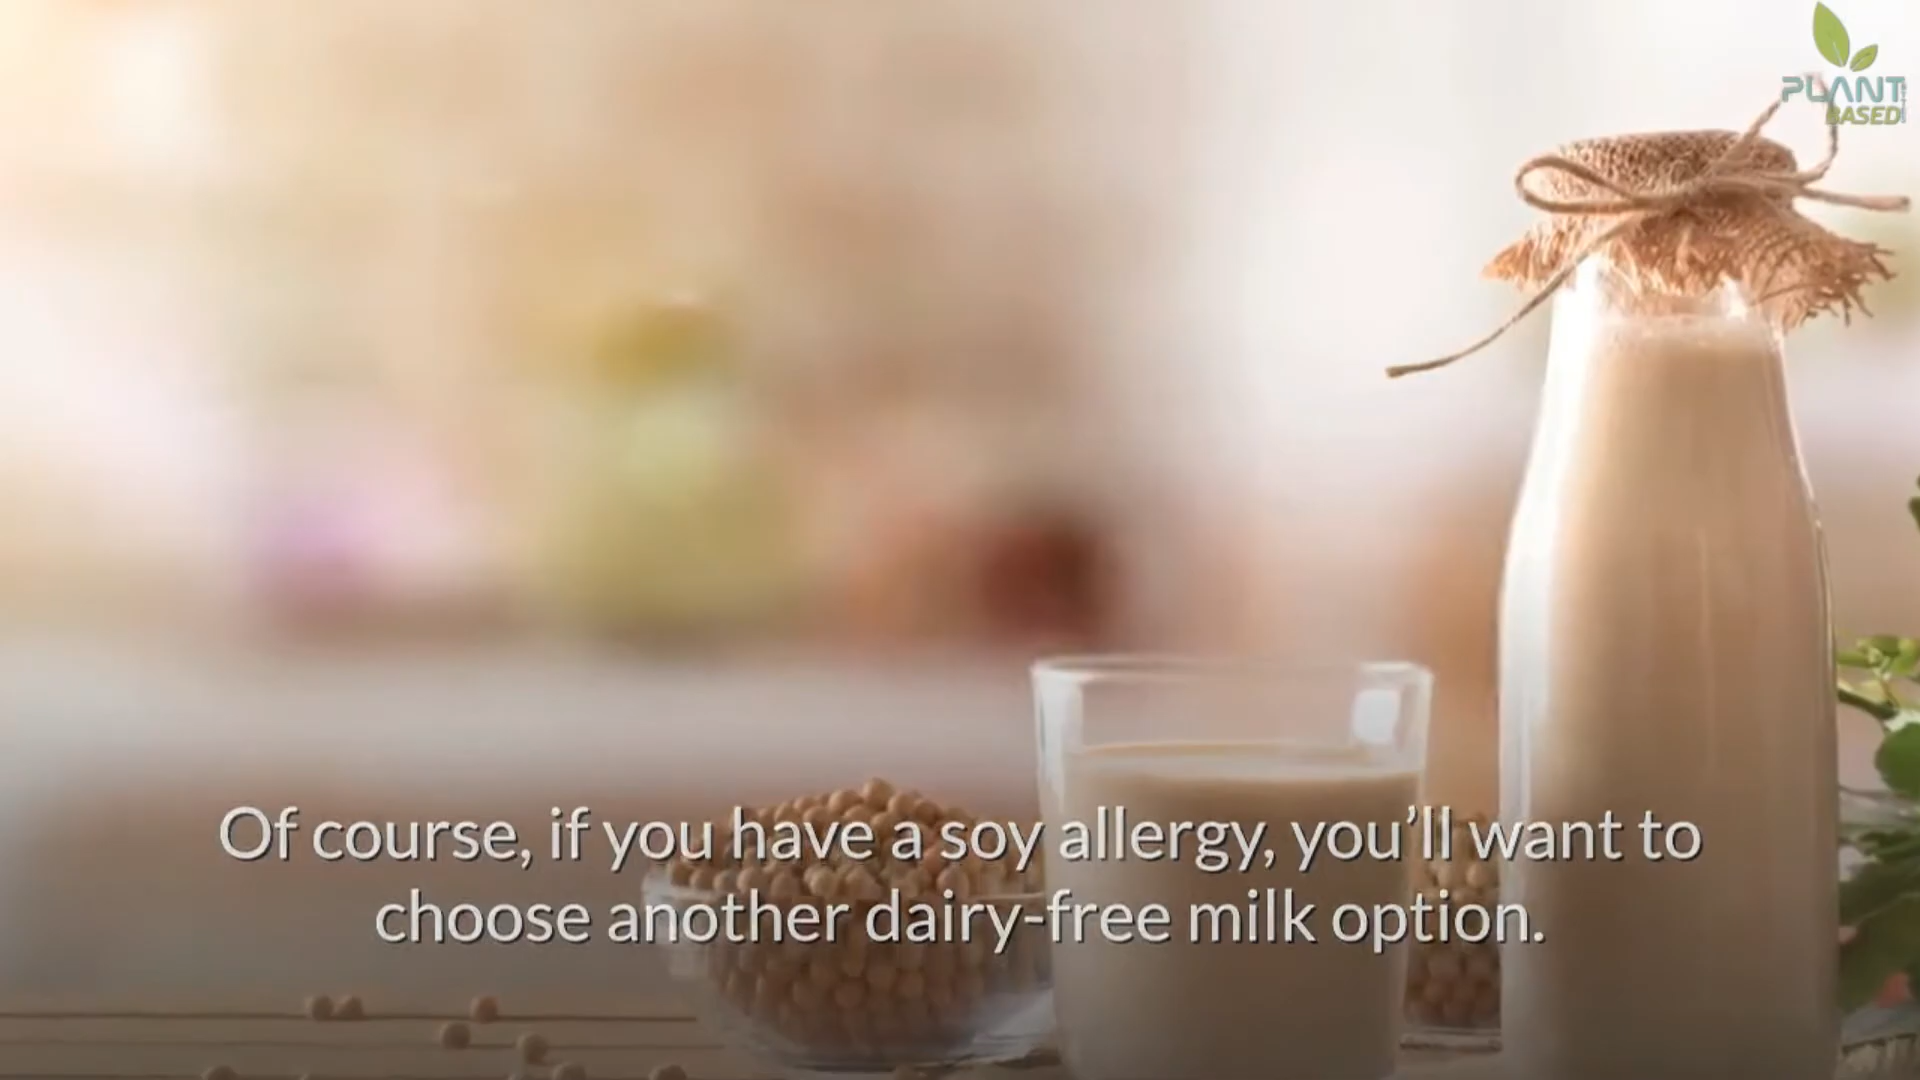 PLANT
BASED
Of course, if you have a soy allergy, you’ll want to
choose another dairy-free milk option.